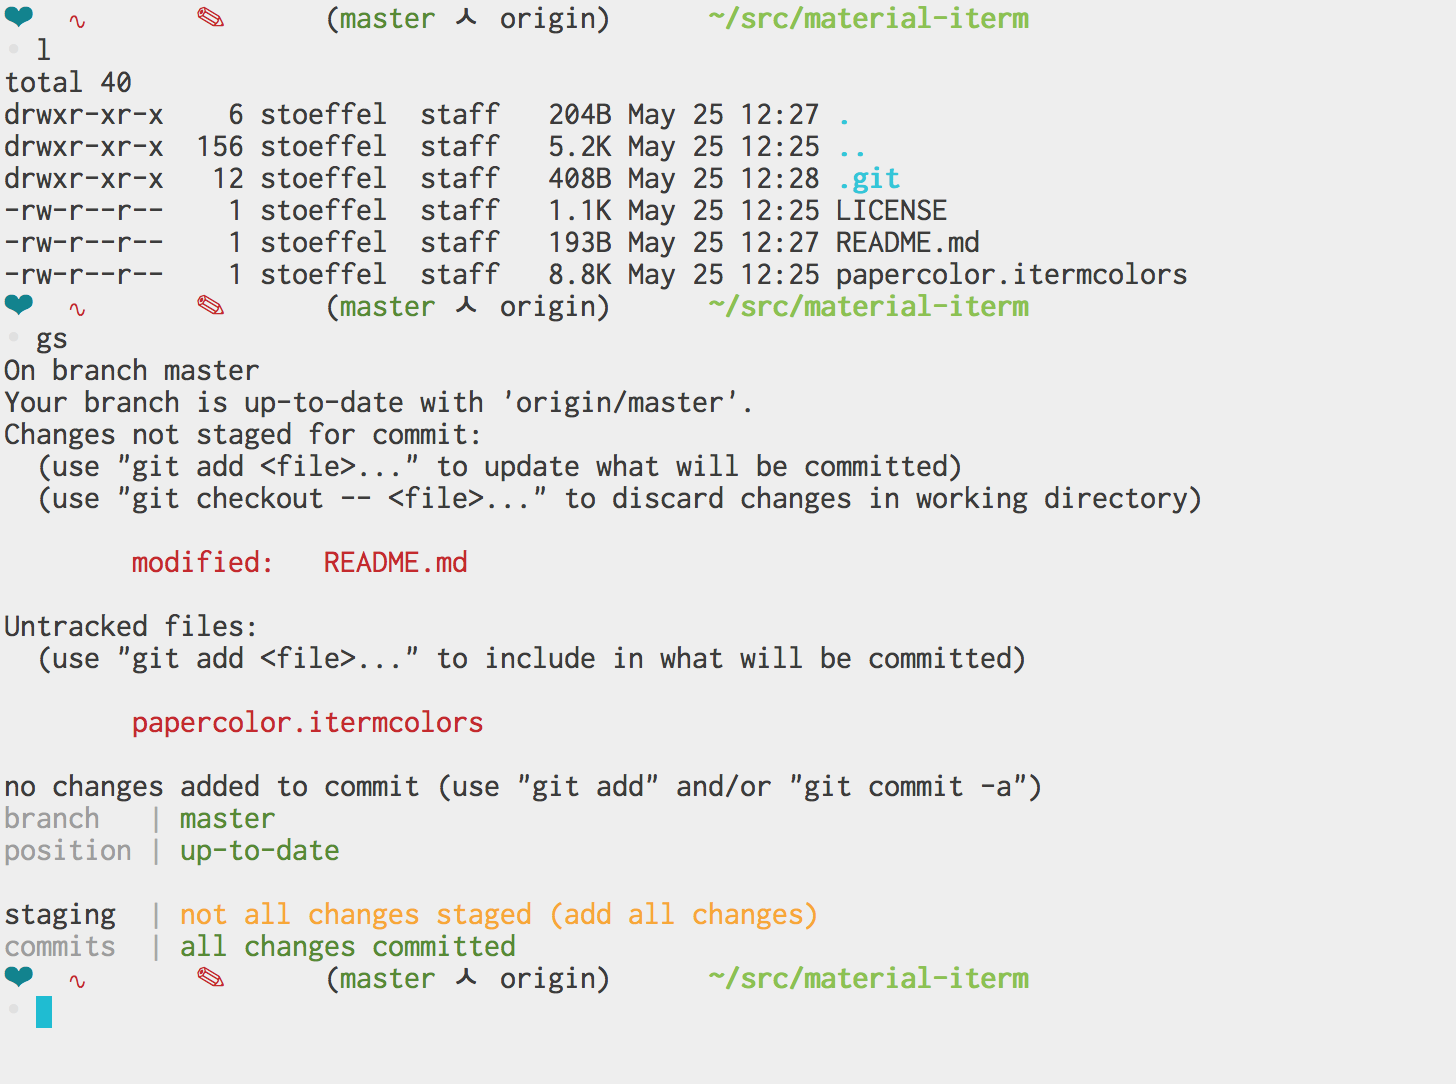 ❤ ∿ ✎ (master ⅄ origin) ~/src/material-iterm
• l
total 40
drwxr-xr-x 6 stoeffel staff 204B May 25 12:27 .
drwxr-xr-x 156 stoeffel staff 5.2K May 25 12:25 ..
drwxr-xr-x 12 stoeffel staff 408B May 25 12:28 .git
-rw-r--r-- 1 stoeffel staff 1.1K May 25 12:25 LICENSE
-rw-r--r-- 1 stoeffel staff 193B May 25 12:27 README.md
-rw-r--r-- 1 stoeffel staff 8.8K May 25 12:25 papercolor.itermcolors
❤ ∿ ✎ (master ⅄ origin) ~/src/material-iterm
• gs
On branch master
Your branch is up-to-date with 'origin/master'.
Changes not staged for commit:
(use "git add <file>..." to update what will be committed)
(use "git checkout -- <file>..." to discard changes in working directory)
modified: README.md
Untracked files:
(use "git add <file>..." to include in what will be committed)
papercolor.itermcolors
no changes added to commit (use "git add" and/or "git commit -a")
branch | master
position | up-to-date
staging | not all changes staged (add all changes)
commits | all changes committed
❤ ∿ ✎ (master ⅄ origin) ~/src/material-iterm
•